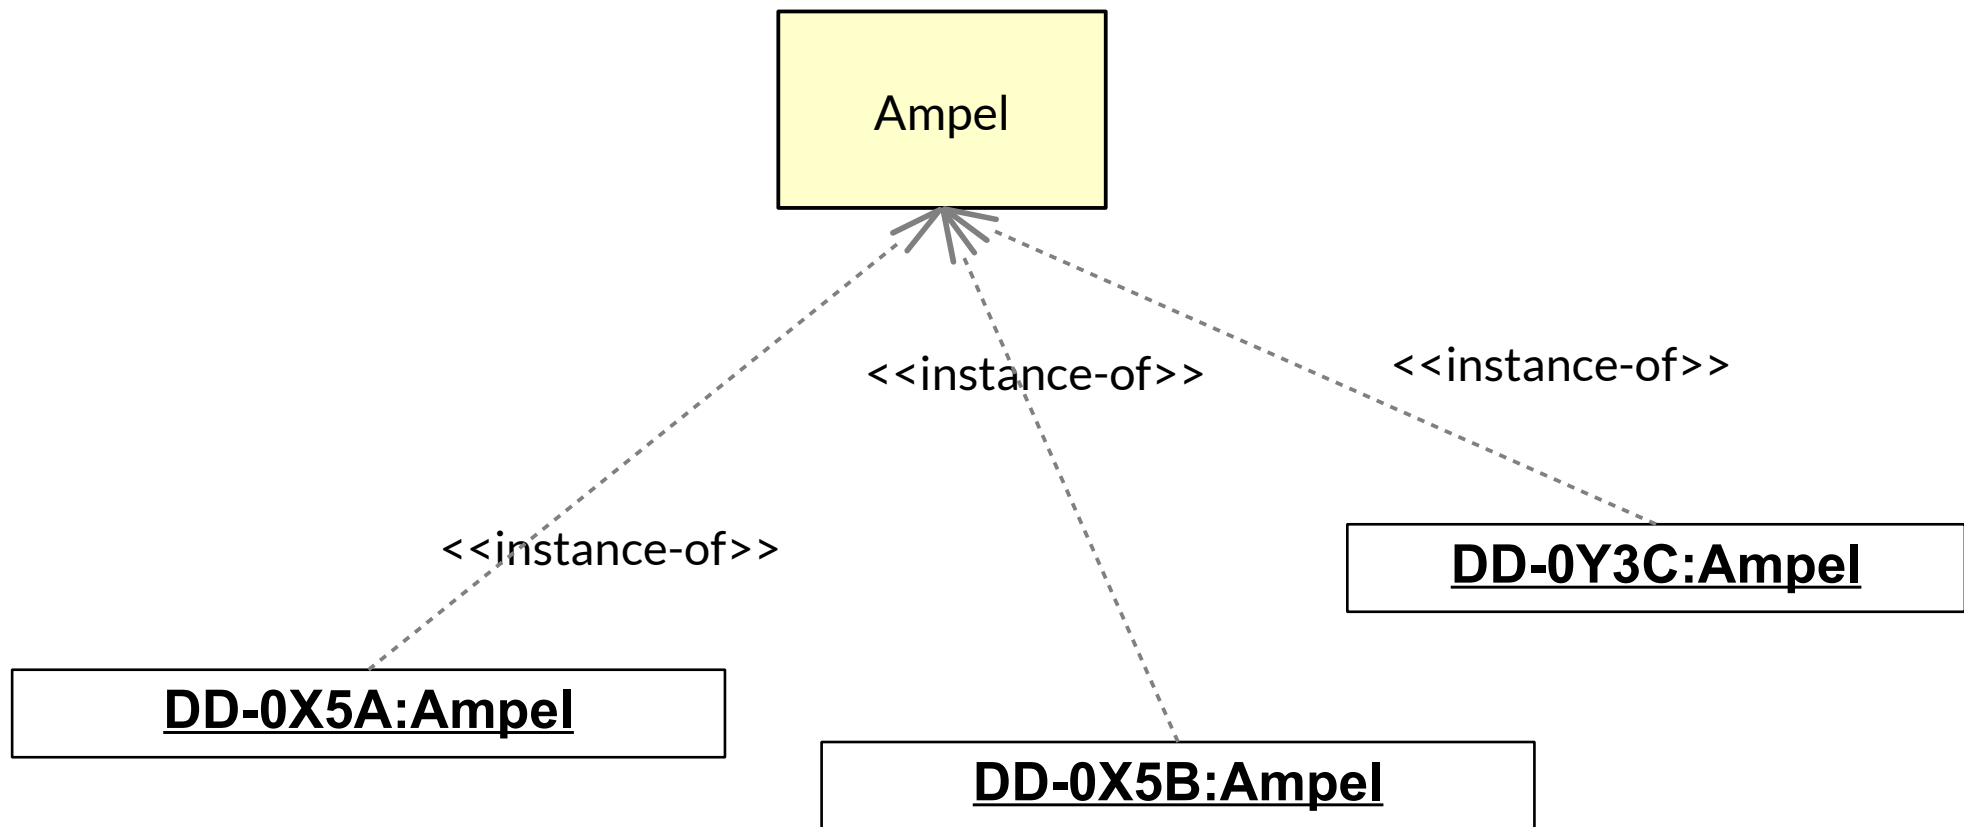 Ampel
<<instance-of>>
<<instance-of>>
<<instance-of>>
DD-0Y3C:Ampel
DD-0X5A:Ampel
DD-0X5B:Ampel